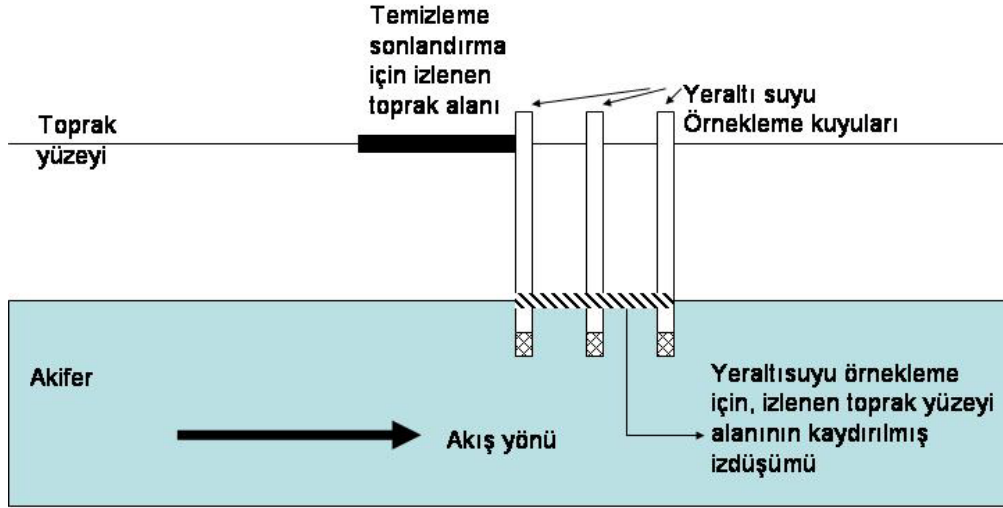 Temizleme
sonlandırma
için izlenen
toprak alanı
Yeraltı suyu
Örnekleme kuyuları
Toprak
yüzeyi
Akifer
Akış yönü
Yeraltısuyu örnekleme
için, izlenen toprak yüzeyi
alanının kaydırılmış
izdüşümü